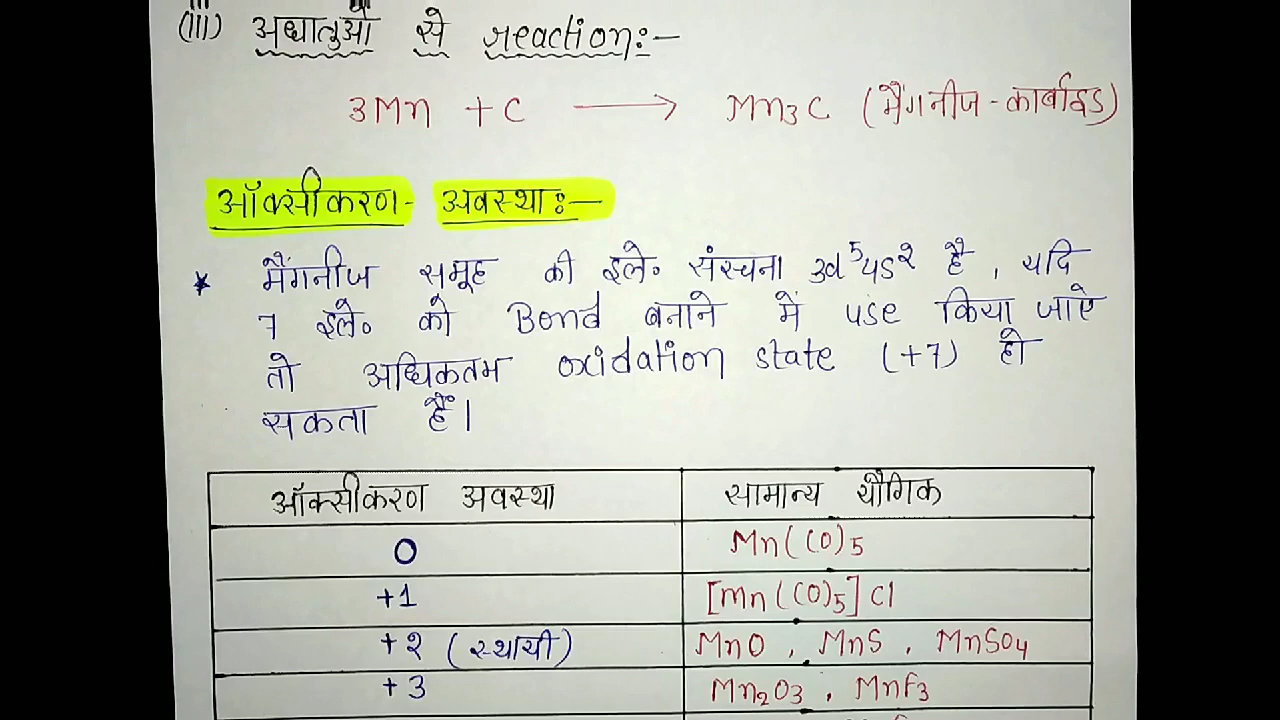 (iii) अधातुओं से reaction:-
3Mn + C → Mn₃C (मैंगनीज-कार्बाइड)
ऑक्सीकरण- अवस्था:-
* मैंगनीज समूह की इले० संरचना 3d⁵4s² है, यदि
7 इले० को Bond बनाने में use किया जाऐ
तो अधिकतम oxidation state (+7) हो
सकता हैं।
ऑक्सीकरण अवस्था सामान्य यौगिक
0 Mn(CO)5
+1 [Mn(CO)5]Cl
+2 (स्थायी) MnO, MnS, MnSO₄
+3 Mn₂O₃, MnF₃